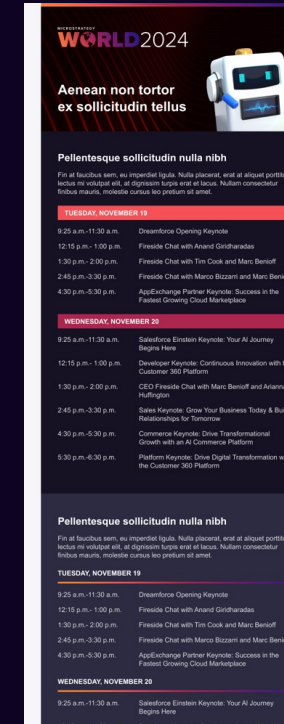 MICROSTRATEGY
WORLD2024
Aenean non tortor
ex sollicitudin tellus
Pellentesque sollicitudin nulla nibh
Fin at faucibus sem, eu imperdiet ligula. Nulla placerat, erat at aliquet
lectus mi volutpat elit, at dignissim turpis erat et lacus. Nullam consectetur
finibus mauris, molestie cursus leo pretium sit amet.
TUESDAY, NOVEMBER 19
9:25 a.m.-11:30 a.m. Dreamforce Opening Keynote
12:15 p.m.- 1:00 p.m. Fireside Chat with Anand Giridharadas
1:30 p.m.- 2:00 p.m. Fireside Chat with Tim Cook and Marc Benioff
2:45 p.m.-3:30 p.m. Fireside Chat with Marco Bizzarri and Marc
4:30 p.m.-5:30 p.m. AppExchange Partner Keynote: Success in the
Fastest Growing Cloud Marketplace
WEDNESDAY, NOVEMBER 20
9:25 a.m.-11:30 a.m. Salesforce Einstein Keynote: Your AI Journey
Begins Here
12:15 p.m.- 1:00 p.m. Developer Keynote: Continuous Innovation with
Customer 360 Platform
1:30 p.m.- 2:00 p.m. CEO Fireside Chat with Marc Benioff and
Huffington
2:45 p.m.-3:30 p.m. Sales Keynote: Grow Your Business Today &
Relationships for Tomorrow
4:30 p.m.-5:30 p.m. Commerce Keynote: Drive Transformational
Growth with an AI Commerce Platform
5:30 p.m.-6:30 p.m. Platform Keynote: Drive Digital Transformation
the Customer 360 Platform
Pellentesque sollicitudin nulla nibh
Fin at faucibus sem, eu imperdiet ligula. Nulla placerat, erat at aliquet
lectus mi volutpat elit, at dignissim turpis erat et lacus. Nullam consectetur
finibus mauris, molestie cursus leo pretium sit amet.
TUESDAY, NOVEMBER 19
9:25 a.m.-11:30 a.m. Dreamforce Opening Keynote
12:15 p.m.- 1:00 p.m. Fireside Chat with Anand Giridharadas
1:30 p.m.- 2:00 p.m. Fireside Chat with Tim Cook and Marc Benioff
2:45 p.m.-3:30 p.m. Fireside Chat with Marco Bizzarri and Marc
4:30 p.m.-5:30 p.m. AppExchange Partner Keynote: Success in the
Fastest Growing Cloud Marketplace
WEDNESDAY, NOVEMBER 20
9:25 a.m.-11:30 a.m. Salesforce Einstein Keynote: Your AI Journey
Begins Here